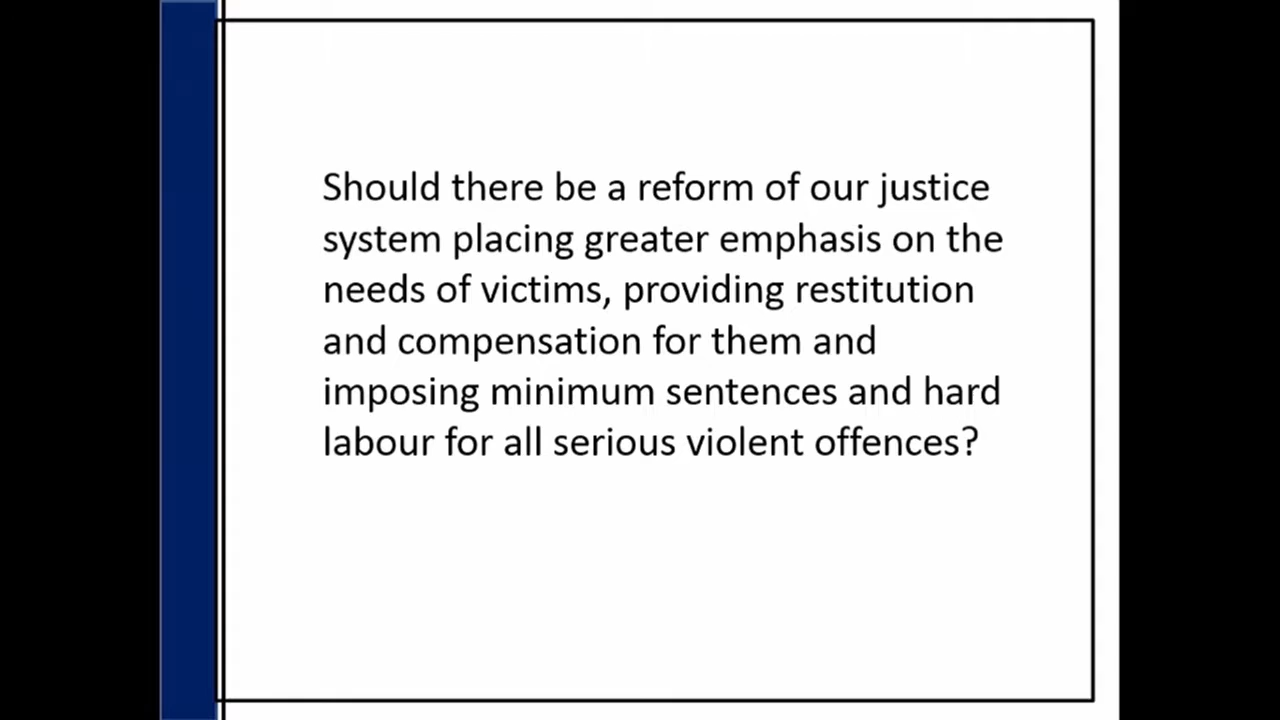 Should there be a reform of our justice
system placing greater emphasis on the
needs of victims, providing restitution
and compensation for them and
imposing minimum sentences and hard
labour for all serious violent offences?